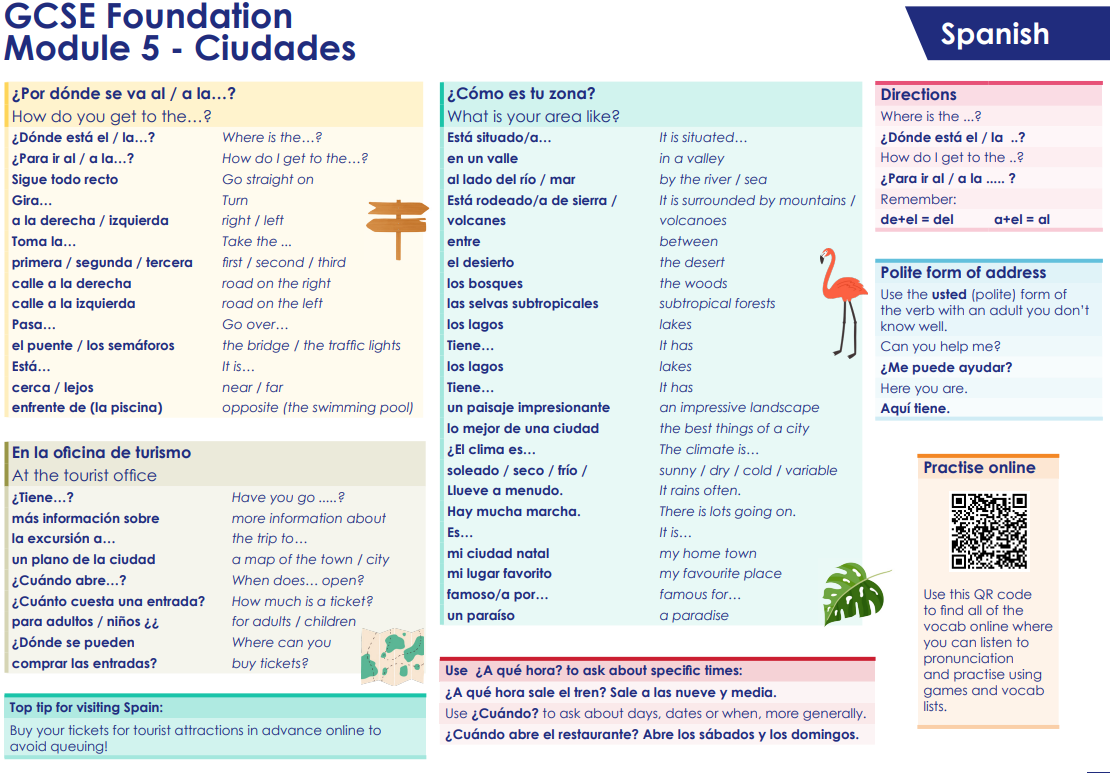 GCSE Foundation
Module 5 - Ciudades
Spanish
¿Por dónde se va al / a la…?
How do you get to the…?
¿Dónde está el / la…? Where is the…?
¿Para ir al / a la…? How do I get to the…?
Sigue todo recto Go straight on
Gira… Turn
a la derecha / izquierda right / left
Toma la… Take the ...
primera / segunda / tercera first / second / third
calle a la derecha road on the right
calle a la izquierda road on the left
Pasa… Go over…
el puente / los semáforos the bridge / the traffic lights
Está… It is…
cerca / lejos near / far
enfrente de (la piscina) opposite (the swimming pool)
En la oficina de turismo
At the tourist office
¿Tiene…? Have you go .....?
más información sobre more information about
la excursión a… the trip to…
un plano de la ciudad a map of the town / city
¿Cuándo abre…? When does… open?
¿Cuánto cuesta una entrada? How much is a ticket?
para adultos / niños ¿¿ for adults / children
¿Dónde se pueden Where can you
comprar las entradas? buy tickets?
Top tip for visiting Spain:
Buy your tickets for tourist attractions in advance online to
avoid queuing!
¿Cómo es tu zona?
What is your area like?
Está situado/a… It is situated…
en un valle in a valley
al lado del río / mar by the river / sea
Está rodeado/a de sierra / It is surrounded by mountains /
volcanes volcanoes
entre between
el desierto the desert
los bosques the woods
las selvas subtropicales subtropical forests
los lagos lakes
Tiene… It has
los lagos lakes
Tiene… It has
un paisaje impresionante an impressive landscape
lo mejor de una ciudad the best things of a city
¿El clima es… The climate is…
soleado / seco / frío / sunny / dry / cold / variable
Llueve a menudo. It rains often.
Hay mucha marcha. There is lots going on.
Es… It is…
mi ciudad natal my home town
mi lugar favorito my favourite place
famoso/a por… famous for…
un paraíso a paradise
Use ¿A qué hora? to ask about specific times:
¿A qué hora sale el tren? Sale a las nueve y media.
Use ¿Cuándo? to ask about days, dates or when, more generally.
¿Cuándo abre el restaurante? Abre los sábados y los domingos.
Directions
Where is the ...?
¿Dónde está el / la ..?
How do I get to the ..?
¿Para ir al / a la ..... ?
Remember:
de+el = del a+el = al
Polite form of address
Use the usted (polite) form of
the verb with an adult you don't
know well.
Can you help me?
¿Me puede ayudar?
Here you are.
Aquí tiene.
Practise online
Use this QR code
to find all of the
vocab online where
you can listen to
pronunciation
and practise using
games and vocab
lists.